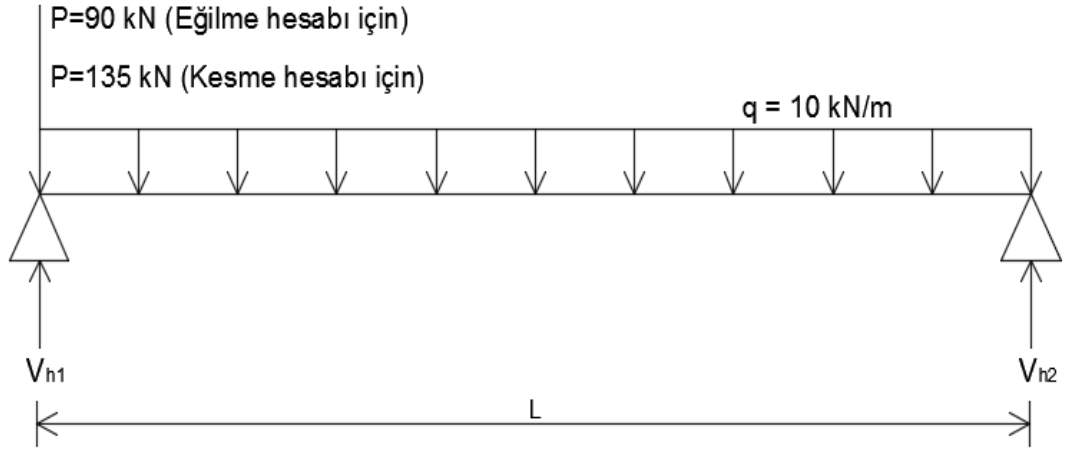 P=90 kN (Eğilme hesabı için)
P=135 kN (Kesme hesabı için)
q = 10 kN/m
Vh1
Vh2
L